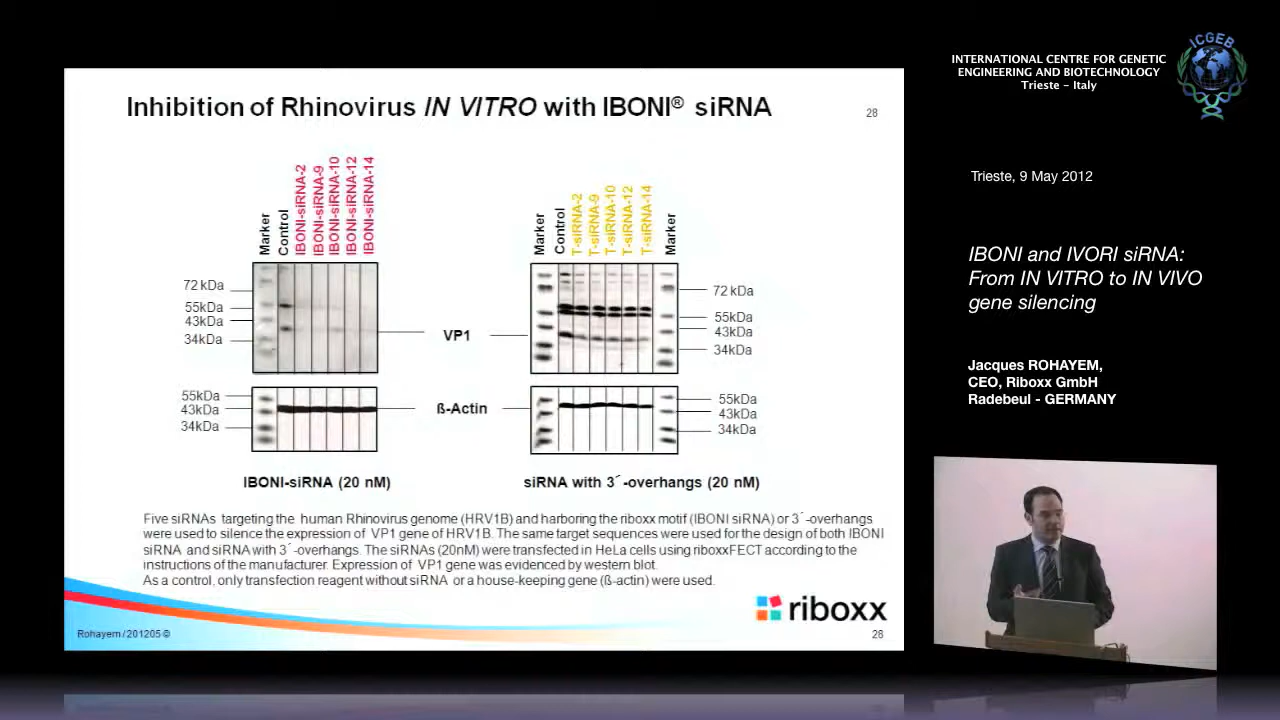 INTERNATIONAL CENTRE FOR GENETIC
ENGINEERING AND BIOTECHNOLOGY
Trieste - Italy
ICGEB
Trieste, 9 May 2012
IBONI and IVORI siRNA:
From IN VITRO to IN VIVO
gene silencing
Jacques ROHAYEM,
CEO, Riboxx GmbH
Radebeul - GERMANY
Inhibition of Rhinovirus IN VITRO with IBONI® siRNA
28
Marker
Control
IBONI-siRNA-2
IBONI-siRNA-9
IBONI-siRNA-10
IBONI-siRNA-12
IBONI-siRNA-14
Marker
Control
T-siRNA-2
T-siRNA-9
T-siRNA-10
T-siRNA-12
T-siRNA-14
Marker
72 kDa
55kDa
43kDa
34kDa
VP1
72 kDa
55kDa
43kDa
34kDa
55kDa
43kDa
34kDa
ß-Actin
55kDa
43kDa
34kDa
IBONI-siRNA (20 nM)
siRNA with 3´-overhangs (20 nM)
Five siRNAs targeting the human Rhinovirus genome (HRV1B) and harboring the riboxx motif (IBONI siRNA) or 3´-overhangs
were used to silence the expression of VP1 gene of HRV1B. The same target sequences were used for the design of both IBONI
siRNA and siRNA with 3´-overhangs. The siRNAs (20nM) were transfected in HeLa cells using riboxxFECT according to the
instructions of the manufacturer. Expression of VP1 gene was evidenced by western blot.
As a control, only transfection reagent without siRNA or a house-keeping gene (ß-actin) were used.
riboxx
Rohayem / 201205 ©
28